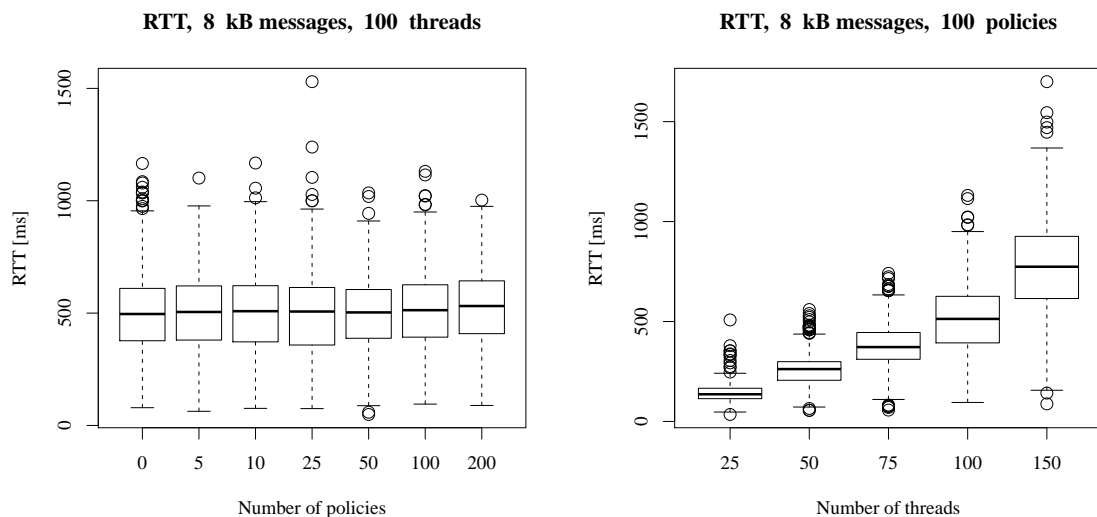 RTT, 8 kB messages, 100 threads
1500
1000
500
0
RTT [ms]
0 5 10 25 50 100 200
Number of policies
RTT, 8 kB messages, 100 policies
1500
1000
500
0
RTT [ms]
25 50 75 100 150
Number of threads